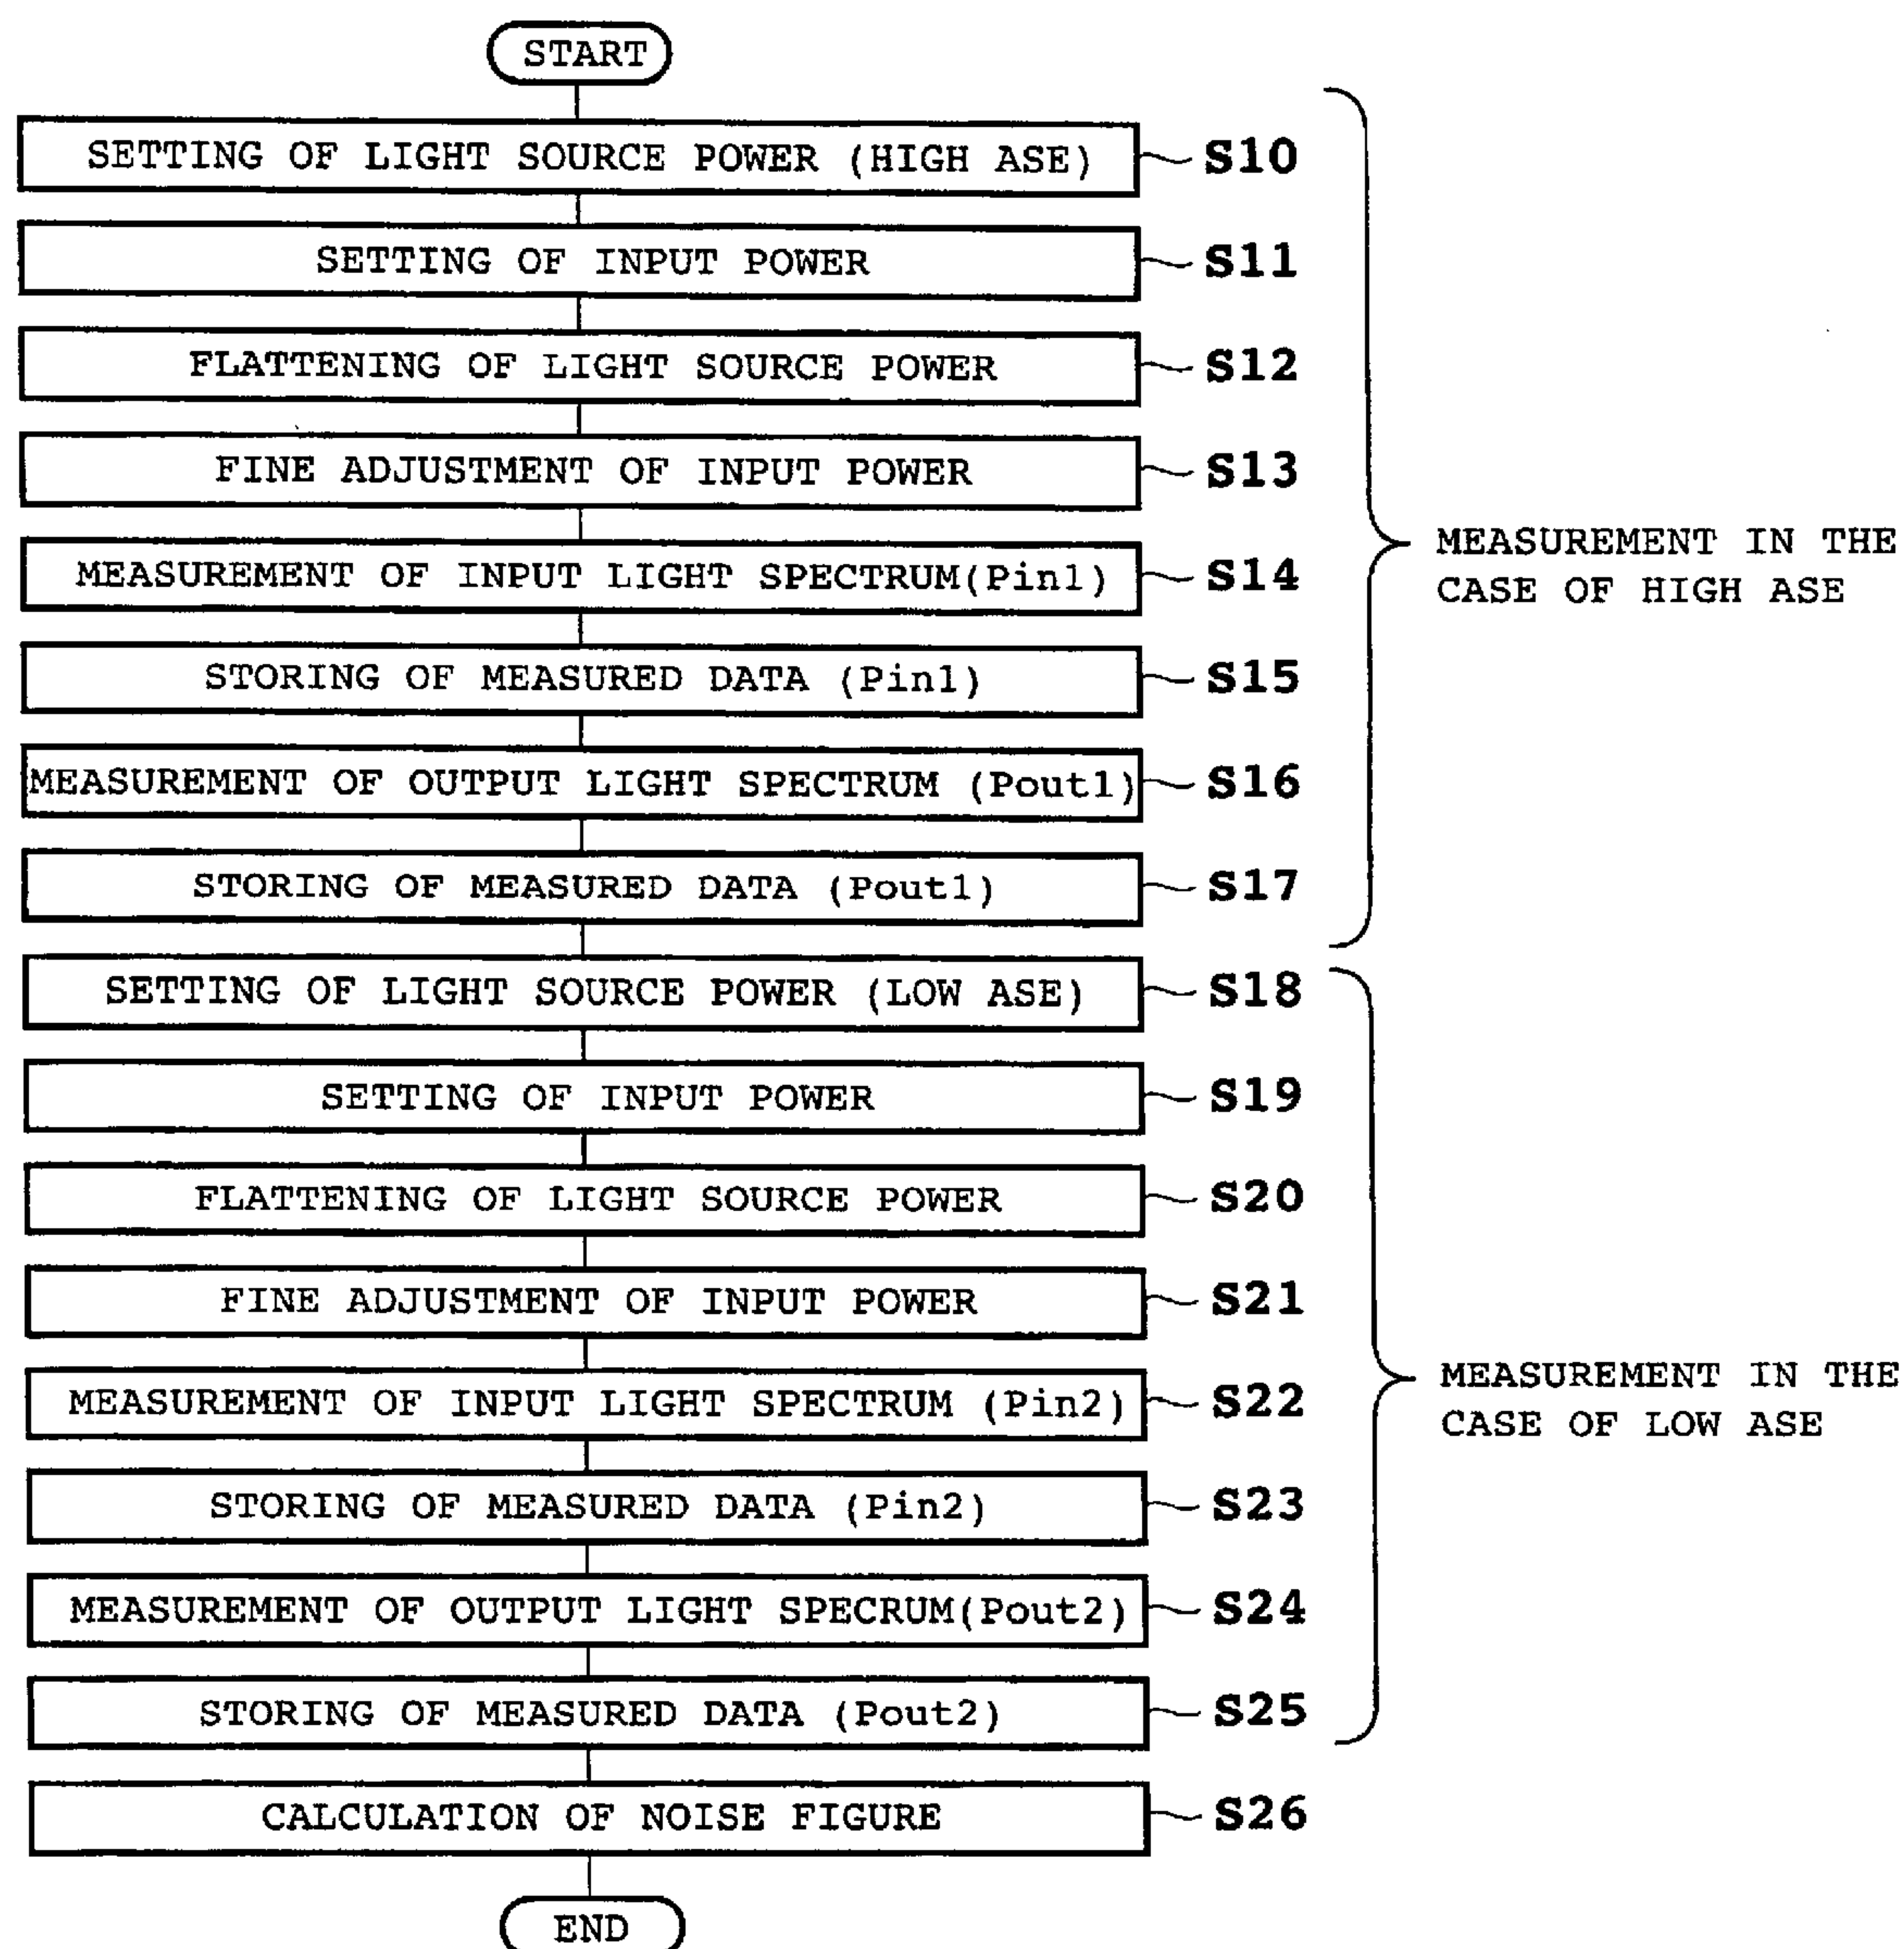 START
SETTING OF LIGHT SOURCE POWER (HIGH ASE) S10
SETTING OF INPUT POWER S11
FLATTENING OF LIGHT SOURCE POWER S12
FINE ADJUSTMENT OF INPUT POWER S13
MEASUREMENT OF INPUT LIGHT SPECTRUM(Pin1) S14
STORING OF MEASURED DATA (Pin1) S15
MEASUREMENT OF OUTPUT LIGHT SPECTRUM (Pout1) S16
STORING OF MEASURED DATA (Pout1) S17
MEASUREMENT IN THE
CASE OF HIGH ASE
SETTING OF LIGHT SOURCE POWER (LOW ASE) S18
SETTING OF INPUT POWER S19
FLATTENING OF LIGHT SOURCE POWER S20
FINE ADJUSTMENT OF INPUT POWER S21
MEASUREMENT OF INPUT LIGHT SPECTRUM (Pin2) S22
STORING OF MEASURED DATA (Pin2) S23
MEASUREMENT OF OUTPUT LIGHT SPECRUM(Pout2) S24
STORING OF MEASURED DATA (Pout2) S25
MEASUREMENT IN THE
CASE OF LOW ASE
CALCULATION OF NOISE FIGURE S26
END